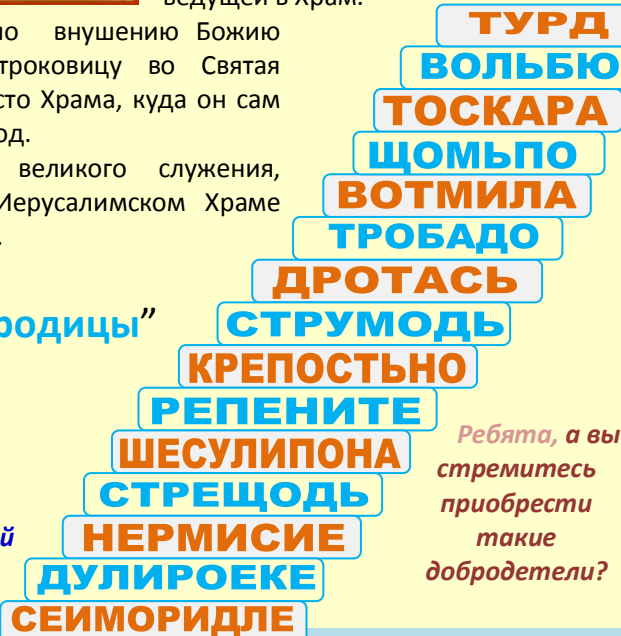 ведущей в Храм.
по внушению Божию
троковицу во Святая
сто Храма, куда он сам
од.
великого служения,
Иерусалимском Храме
родицы"
й
ТУРД
ВОЛЬБЮ
ТОСКАРА
ЩОМЬПО
ВОТМИЛА
ТРОБАДО
ДРОТАСЬ
СТРУМОДЬ
КРЕПОСТЬНО
РЕПЕНИТЕ
ШЕСУЛИПОНА
СТРЕЩОДЬ
НЕРМИСИЕ
ДУЛИРОЕКЕ
СЕИМОРИДЛЕ
Ребята, а вы
стремитесь
приобрести
такие
добродетели?